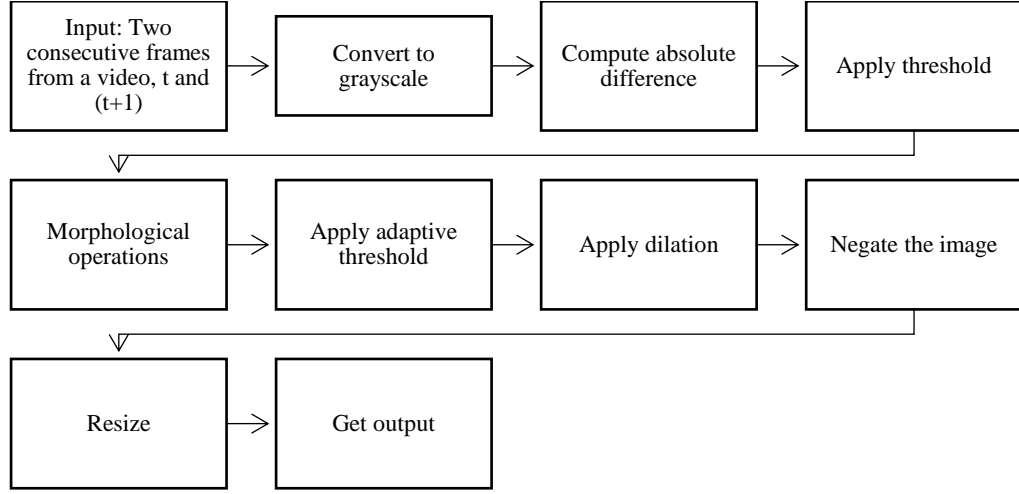 Input: Two
consecutive frames
from a video, t and
(t+1)
Convert to
grayscale
Compute absolute
difference
Apply threshold
Morphological
operations
Apply adaptive
threshold
Apply dilation
Negate the image
Resize
Get output